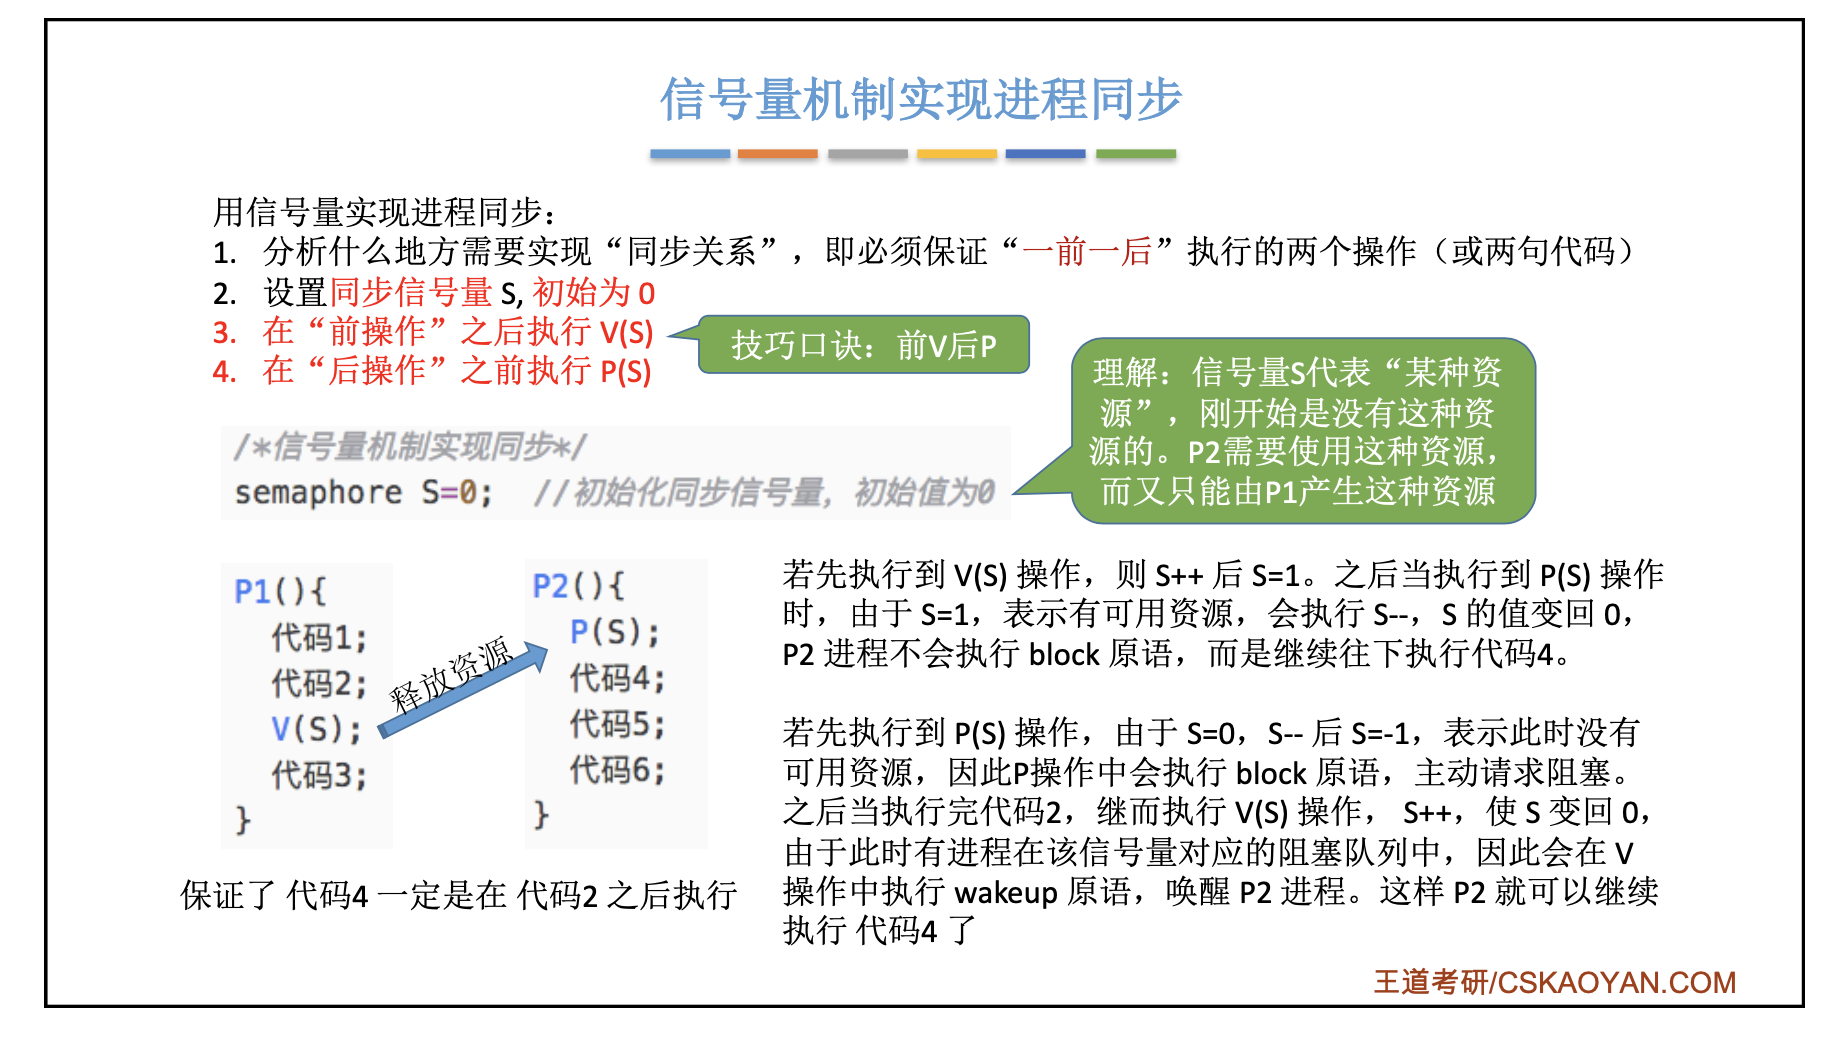 信号量机制实现进程同步
用信号量实现进程同步：
1. 分析什么地方需要实现“同步关系”，即必须保证“一前一后”执行的两个操作（或两句代码）
2. 设置同步信号量 S, 初始为 0
3. 在“前操作”之后执行 V(S)
4. 在“后操作”之前执行 P(S)
技巧口诀：前V后P
理解：信号量S代表“某种资
源”，刚开始是没有这种资
源的。P2需要使用这种资源，
而又只能由P1产生这种资源
/*信号量机制实现同步*/
semaphore S=0; //初始化同步信号量，初始值为0
P1(){
代码1;
代码2;
V(S);
代码3;
}
释放资源
P2(){
P(S);
代码4;
代码5;
代码6;
}
保证了 代码4 一定是在 代码2 之后执行
若先执行到 V(S) 操作，则 S++ 后 S=1。之后当执行到 P(S) 操作
时，由于 S=1，表示有可用资源，会执行 S--，S 的值变回 0，
P2 进程不会执行 block 原语，而是继续往下执行代码4。
若先执行到 P(S) 操作，由于 S=0，S-- 后 S=-1，表示此时没有
可用资源，因此P操作中会执行 block 原语，主动请求阻塞。
之后当执行完代码2，继而执行 V(S) 操作， S++，使 S 变回 0，
由于此时有进程在该信号量对应的阻塞队列中，因此会在 V
操作中执行 wakeup 原语，唤醒 P2 进程。这样 P2 就可以继续
执行 代码4 了
王道考研/CSKAOYAN.COM